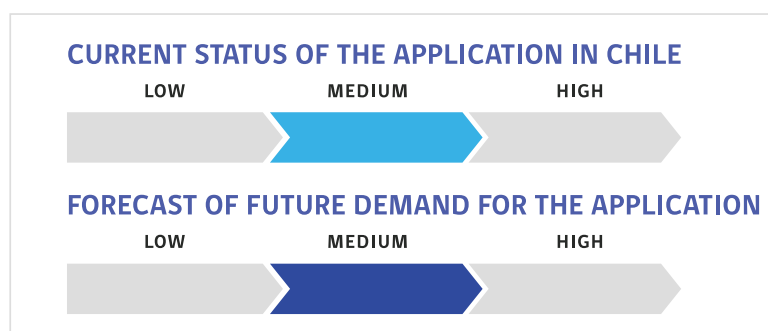 CURRENT STATUS OF THE APPLICATION IN CHILE
LOW MEDIUM HIGH
FORECAST OF FUTURE DEMAND FOR THE APPLICATION
LOW MEDIUM HIGH